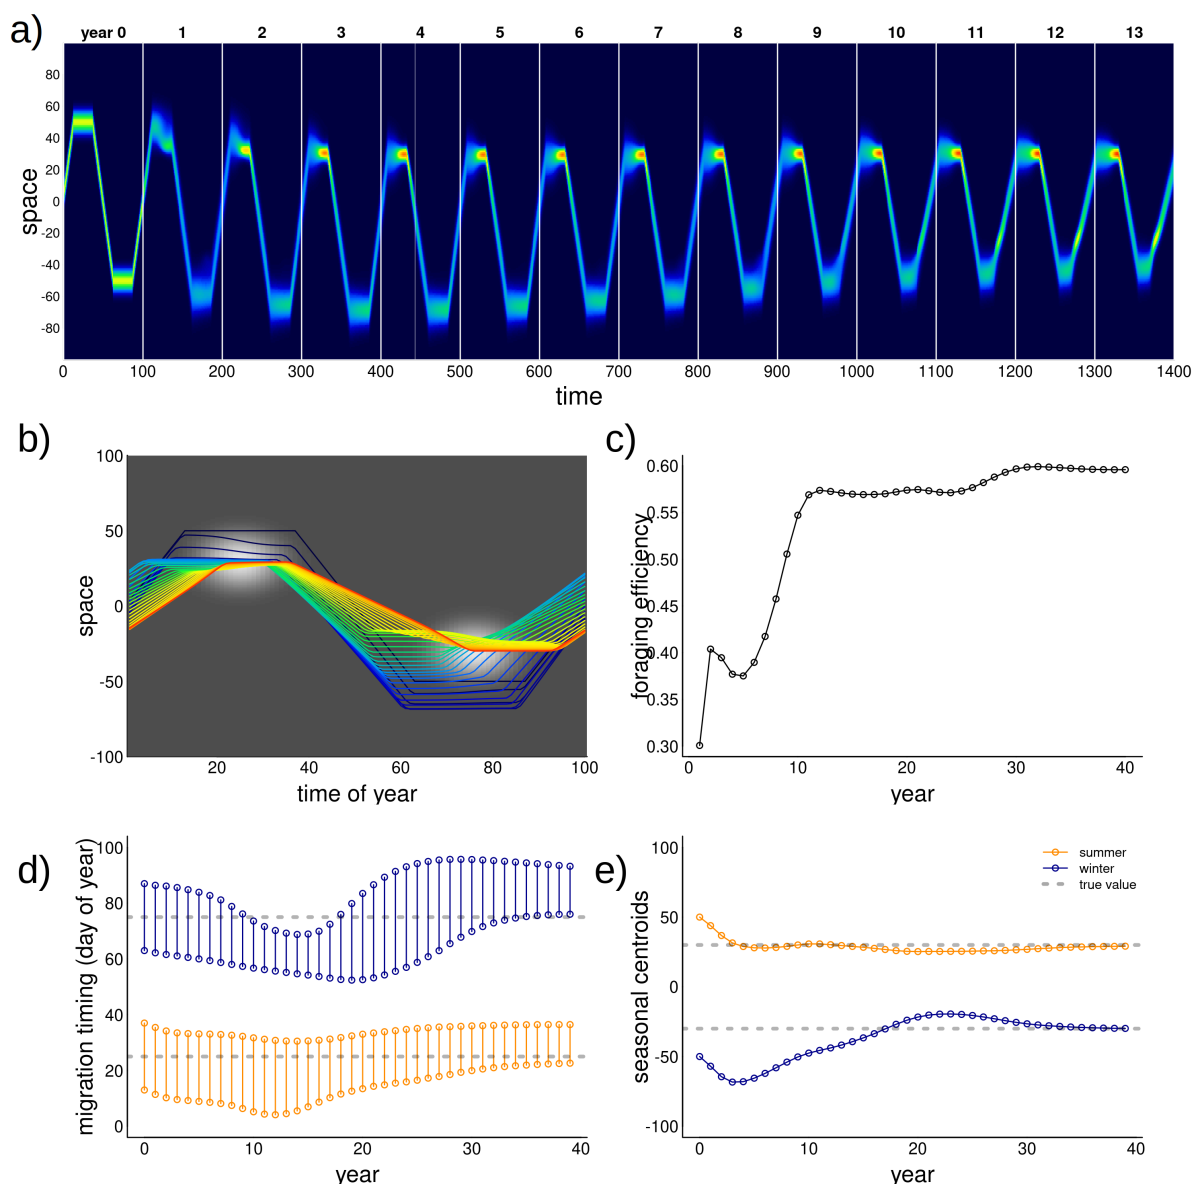 a)
year 0 1 2 3 4 5 6 7 8 9 10 11 12 13
80
60
40
20
0
-20
-40
-60
-80
space
0 100 200 300 400 500 600 700 800 900 1000 1100 1200 1300 1400
time
b)
100
50
0
-50
-100
space
20 40 60 80 100
time of year
c)
0.60
0.55
0.50
0.45
0.40
0.35
0.30
foraging efficiency
0 10 20 30 40
year
d)
100
80
60
40
20
0
migration timing (day of year)
0 10 20 30 40
year
e)
summer
winter
true value
100
50
0
-50
-100
seasonal centroids
0 10 20 30 40
year